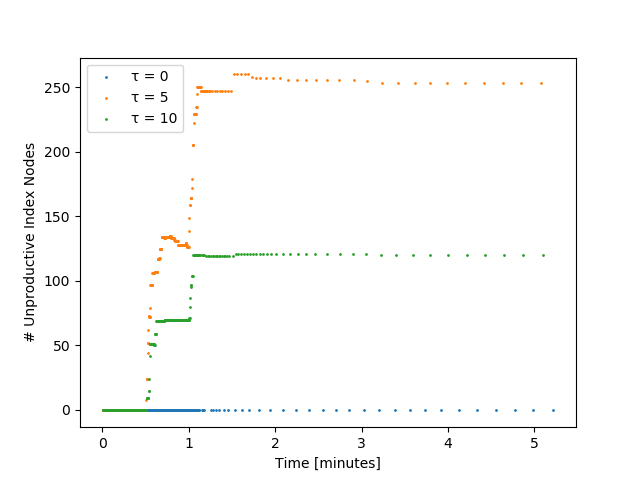 τ = 0
τ = 5
τ = 10
# Unproductive Index Nodes
250
200
150
100
50
0
0 1 2 3 4 5
Time [minutes]